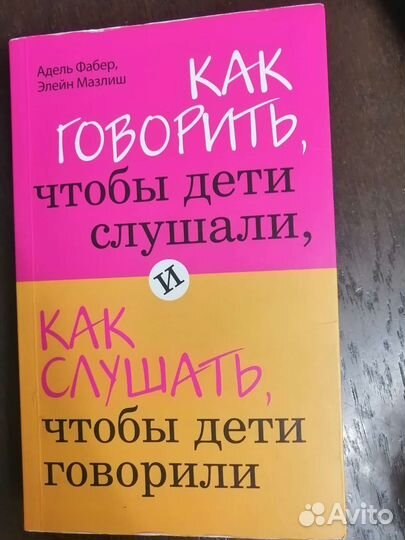 Адель Фабер,
Элейн Мазлиш
КАК
ГОВОРИТЬ,
чтобы дети
слушали,
и
КАК
СЛУШАТЬ,
чтобы дети
говорили
Avito